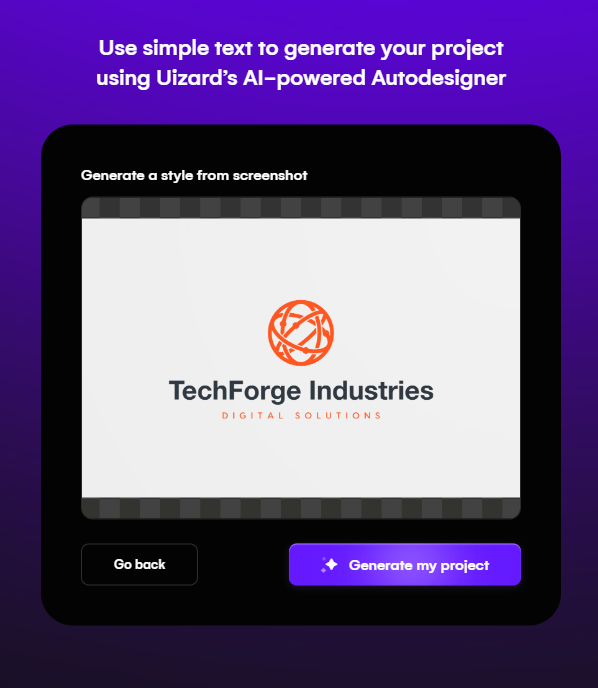 Use simple text to generate your project
using Uizard's AI-powered Autodesigner
Generate a style from screenshot
TechForge Industries
DIGITAL SOLUTIONS
Go back
Generate my project